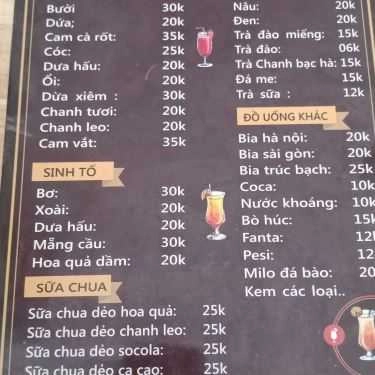 Bưởi 30k
Dứa; 20k
Cam cà rốt: 35k
Cóc: 25k
Dưa hấu: 20k
Ổi: 20k
Dừa xiêm : 30k
Chanh tươi: 20k
Chanh leo: 20k
Cam vắt: 35k
SINH TỐ
Bơ: 30k
Xoài: 20k
Dưa hấu: 20k
Mẵng cầu: 30k
Hoa quả dầm: 20k
SỮA CHUA
Sữa chua dẻo hoa quả: 25k
Sữa chua dẻo chanh leo: 25k
Sữa chua dẻo socola: 25k
Sữa chua dẻo ca cao: 25k
Nâu: 20k
Đen: 20k
Trà đào miếng: 15k
Trà đào: 06k
Trà Chanh bạc hà: 15k
Đá me: 15k
Trà sữa : 12k
ĐỒ UỐNG KHÁC
Bia hà nội: 20k
Bia sài gòn: 20k
Bia trúc bạch: 25k
Coca: 10k
Nước khoáng: 10k
Bò húc: 15k
Fanta: 12k
Pesi: 12
Milo đá bào: 20
Kem các loại..